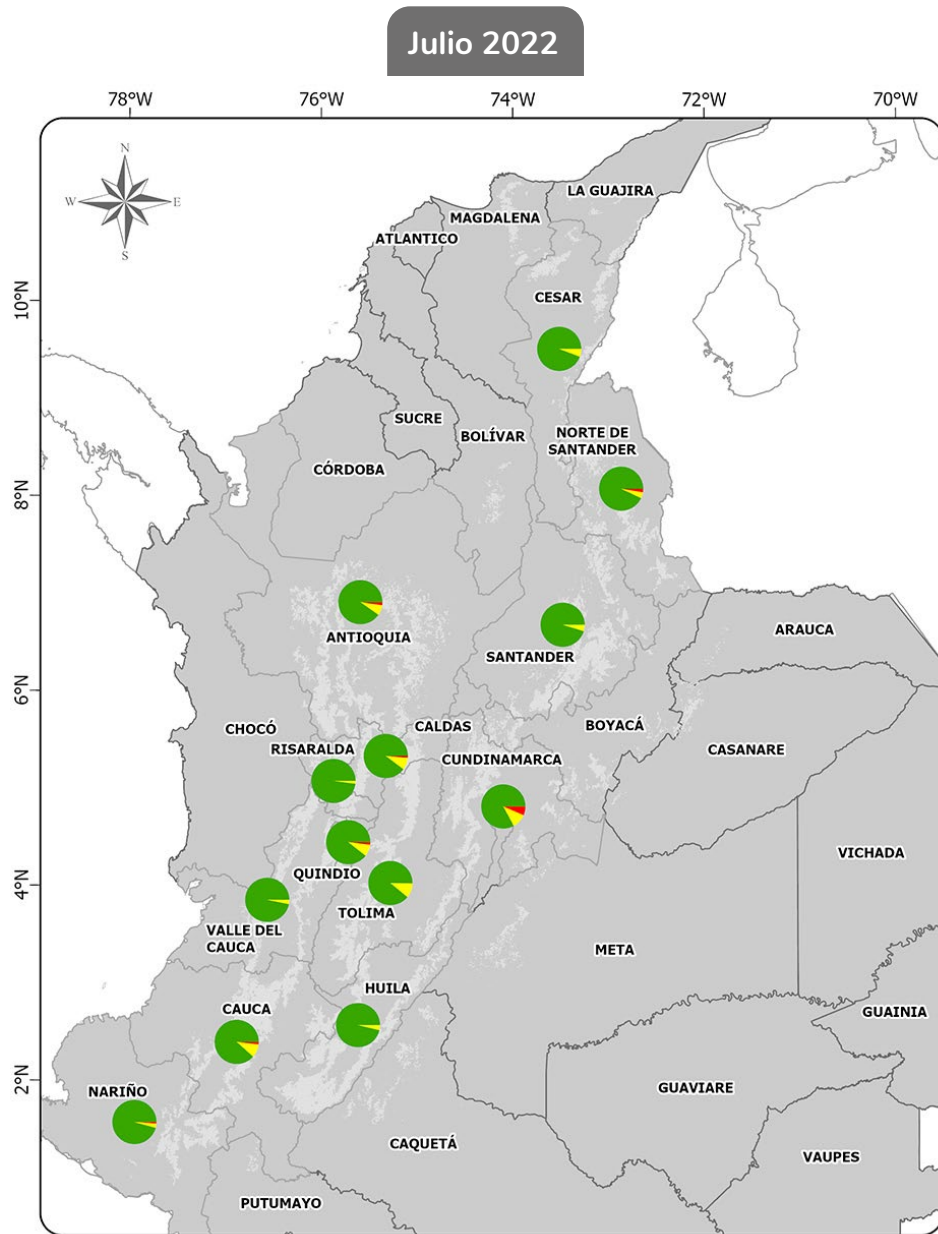 Julio 2022
78°W
76°W
74°W
72°W
70°W
N
W
E
S
10°N
8°N
6°N
4°N
2°N
LA GUAJIRA
MAGDALENA
ATLANTICO
CESAR
SUCRE
BOLÍVAR
NORTE DE
SANTANDER
CÓRDOBA
ANTIOQUIA
SANTANDER
ARAUCA
CHOCÓ
CALDAS
BOYACÁ
RISARALDA
CUNDINAMARCA
CASANARE
QUINDIO
TOLIMA
VICHADA
VALLE DEL
CAUCA
META
HUILA
CAUCA
GUAINIA
NARIÑO
GUAVIARE
CAQUETÁ
VAUPES
PUTUMAYO